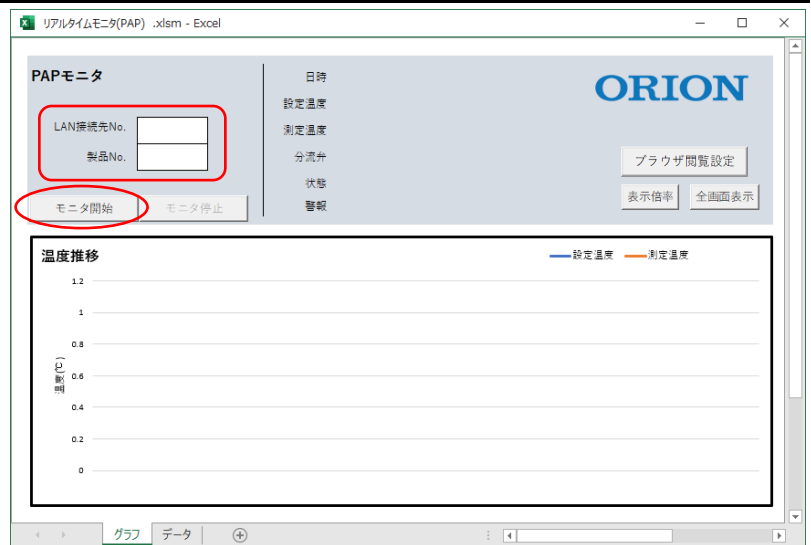 リアルタイムモニタ(PAP) .xlsm - Excel
PAPモニタ
LAN接続先No.
製品No.
モニタ開始
モニタ停止
日時
設定温度
測定温度
分流弁
状態
警報
ORION
ブラウザ閲覧設定
表示倍率
全画面表示
温度推移
設定温度
測定温度
温度(℃)
1.2
1
0.8
0.6
0.4
0.2
0
グラフ
データ